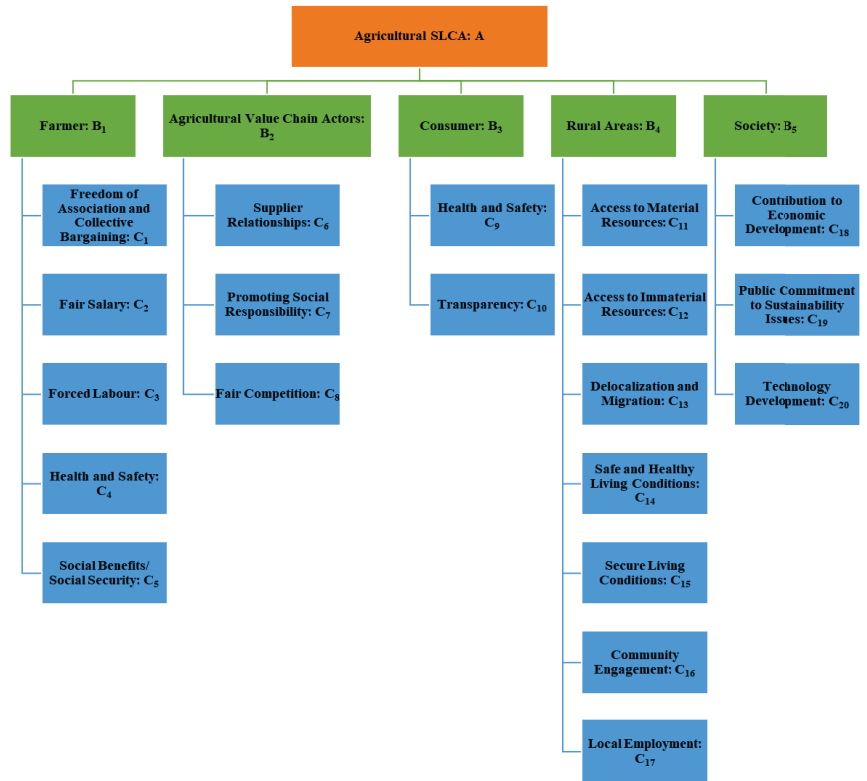 Agricultural SLCA: A
Farmer: B₁
Agricultural Value Chain Actors:
B₂
Consumer: B₃
Rural Areas: B₄
Society: B₅
Freedom of
Association and
Collective
Bargaining: C₁
Fair Salary: C₂
Forced Labour: C₃
Health and Safety:
C₄
Social Benefits/
Social Security: C₅
Supplier
Relationships: C₆
Promoting Social
Responsibility: C₇
Fair Competition: C₈
Health and Safety:
C₉
Transparency: C₁₀
Access to Material
Resources: C₁₁
Access to Immaterial
Resources: C₁₂
Delocalization and
Migration: C₁₃
Safe and Healthy
Living Conditions:
C₁₄
Secure Living
Conditions: C₁₅
Community
Engagement: C₁₆
Local Employment:
C₁₇
Contribution to
Economic
Development: C₁₈
Public Commitment
to Sustainability
Issues: C₁₉
Technology
Development: C₂₀